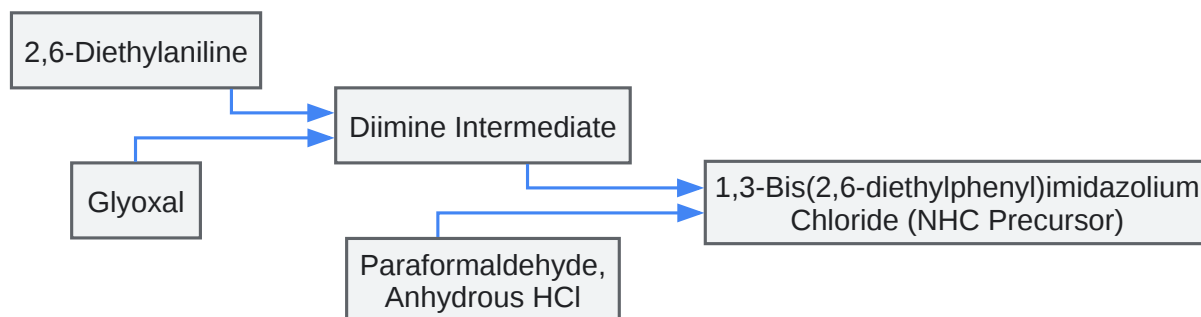 2,6-Diethylaniline
Diimine Intermediate
Glyoxal
1,3-Bis(2,6-diethylphenyl)imidazolium
Chloride (NHC Precursor)
Paraformaldehyde,
Anhydrous HCl